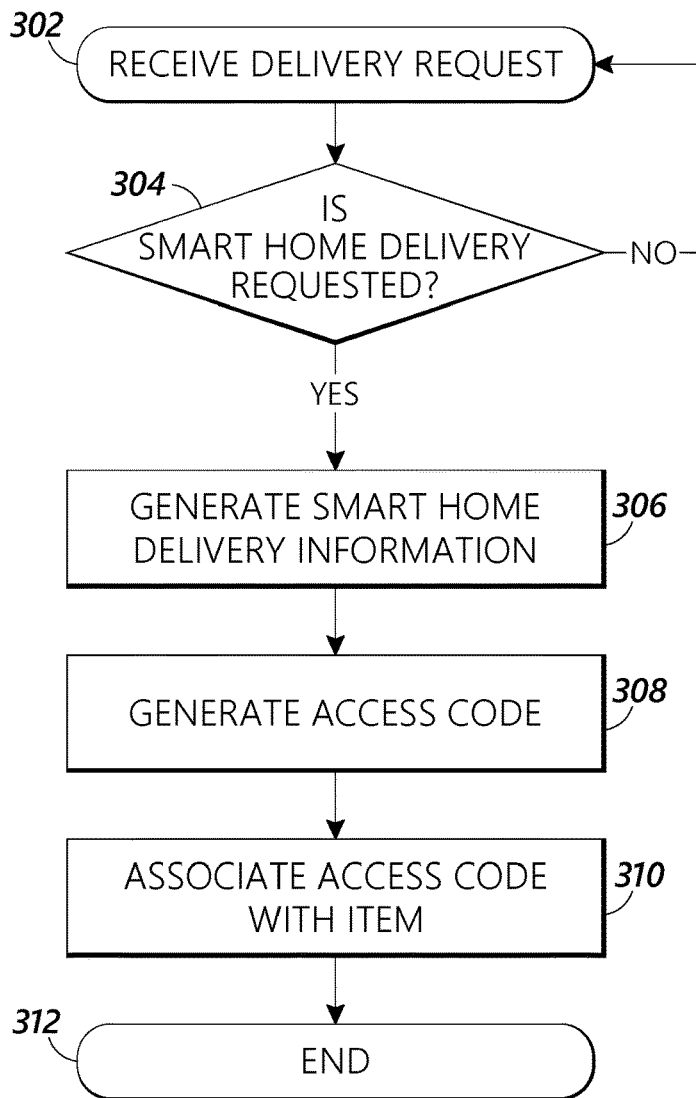 302
RECEIVE DELIVERY REQUEST
304
IS
SMART HOME DELIVERY
REQUESTED?
NO
YES
GENERATE SMART HOME
DELIVERY INFORMATION
306
GENERATE ACCESS CODE
308
ASSOCIATE ACCESS CODE
WITH ITEM
310
312
END